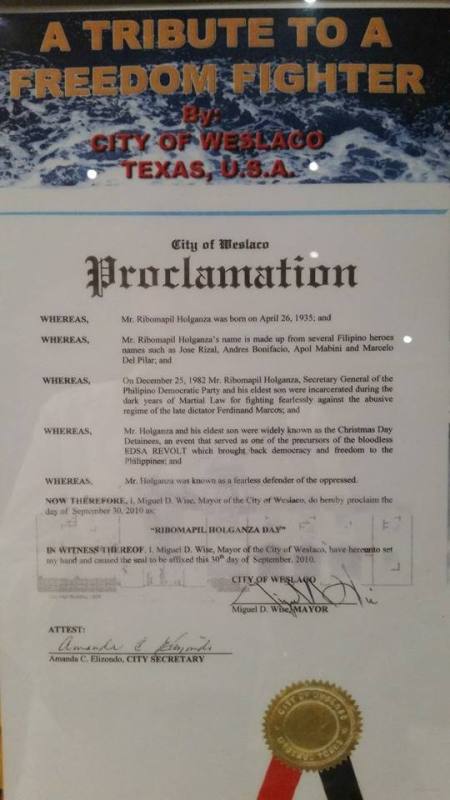 A TRIBUTE TO A
FREEDOM FIGHTER
By:
CITY OF WESLACO
TEXAS, U.S.A.
City of Weslaco
Proclamation
WHEREAS, Mr. Ribomapil Holganza was born on April 26, 1935; and
WHEREAS, Mr. Ribomapil Holganza's name is made up from several Filipino heroes
names such as Jose Rizal, Andres Bonifacio, Apol Mabini and Marcelo
Del Pilar; and
WHEREAS, On December 25, 1982 Mr. Ribomapil Holganza, Secretary General of the
Philipino Democratic Party and his eldest son were incarcerated during the
dark years of Martial Law for fighting fearlessly against the abusive
regime of the late dictator Ferdinand Marcos; and
WHEREAS, Mr. Holganza and his eldest son were widely known as the Christmas Day
Detainees, an event that served as one of the precursors of the bloodless
EDSA REVOLT which brought back democracy and freedom to the
Philippines; and
WHEREAS, Mr. Holganza was known as a fearless defender of the oppressed.
NOW THEREFORE, I, Miguel D. Wise, Mayor of the City of Weslaco, do hereby proclaim the
day of September 30, 2010 as:
"RIBOMAPIL HOLGANZA DAY"
IN WITNESS THEREOF, I, Miguel D. Wise, Mayor of the City of Weslaco, have hereunto set
my hand and caused the seal to be affixed this 30th day of September, 2010.
CITY OF WESLACO
Miguel D. Wise, MAYOR
ATTEST:
Amanda C Elizondo
Amanda C. Elizondo, CITY SECRETARY
CITY OF WESLACO